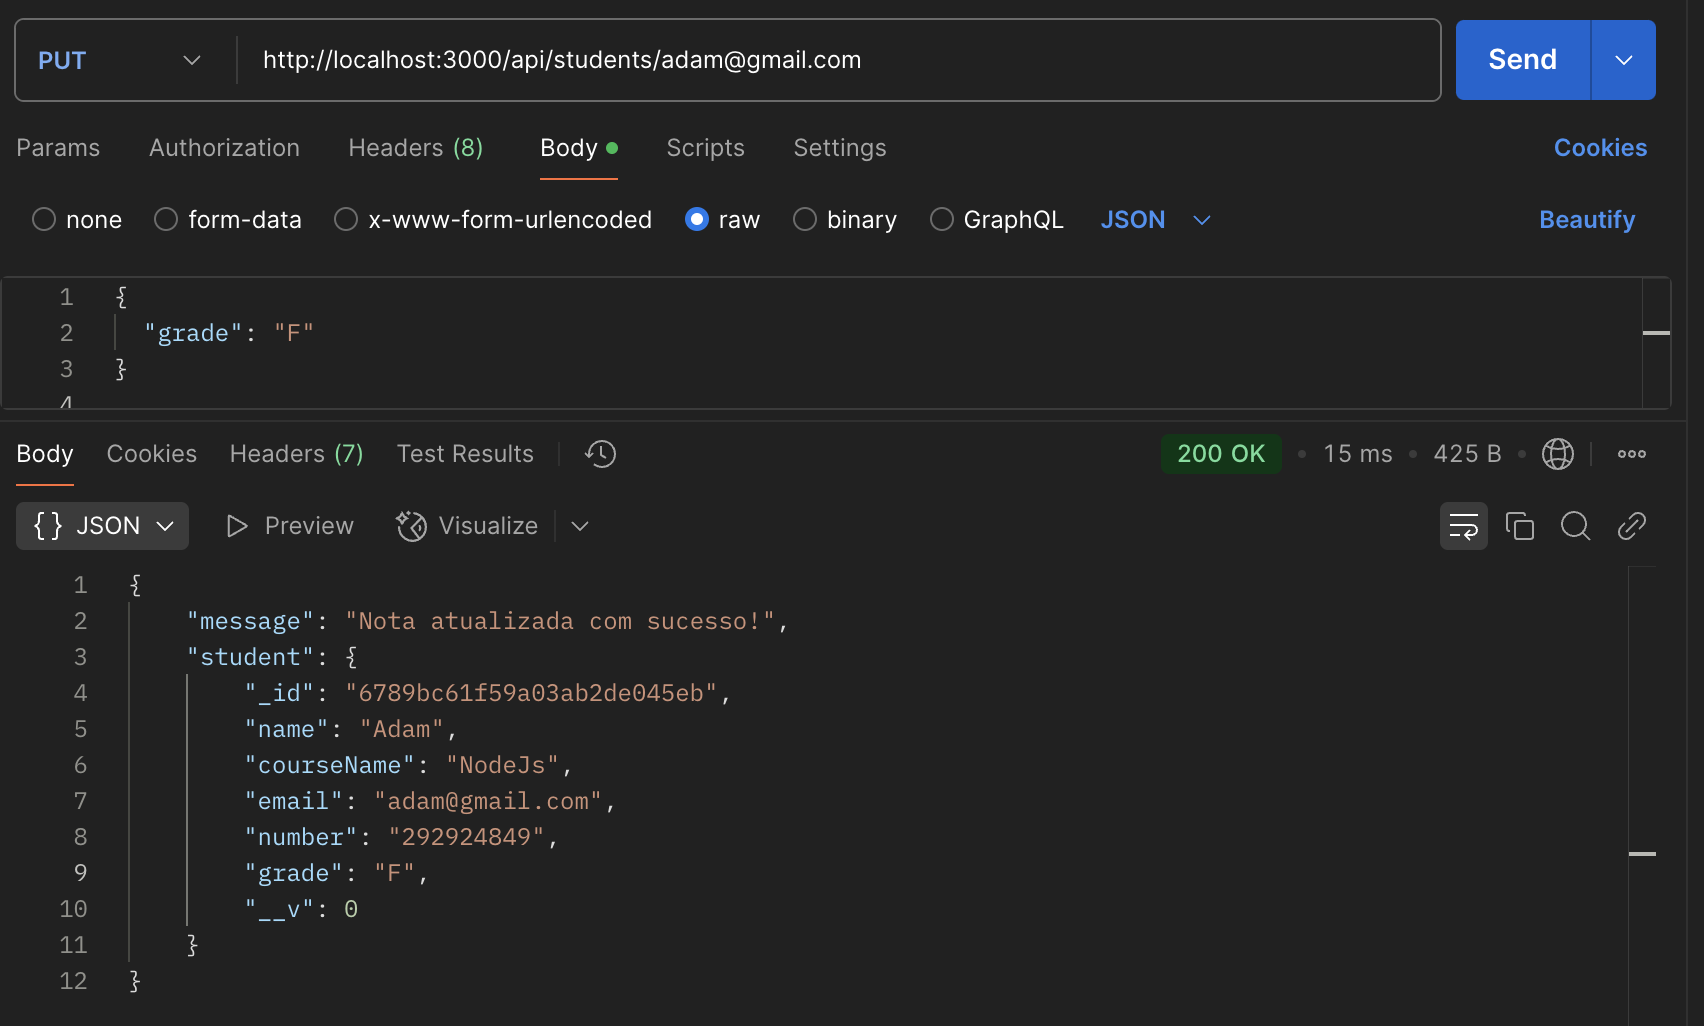 PUT http://localhost:3000/api/students/adam@gmail.com Send
Params Authorization Headers (8) Body Scripts Settings Cookies
none form-data x-www-form-urlencoded raw binary GraphQL JSON Beautify
1 {
2 "grade": "F"
3 }
4
Body Cookies Headers (7) Test Results 200 OK 15 ms 425 B
{} JSON Preview Visualize
1 {
2 "message": "Nota atualizada com sucesso!",
3 "student": {
4 "_id": "6789bc61f59a03ab2de045eb",
5 "name": "Adam",
6 "courseName": "NodeJs",
7 "email": "adam@gmail.com",
8 "number": "292924849",
9 "grade": "F",
10 "__v": 0
11 }
12 }